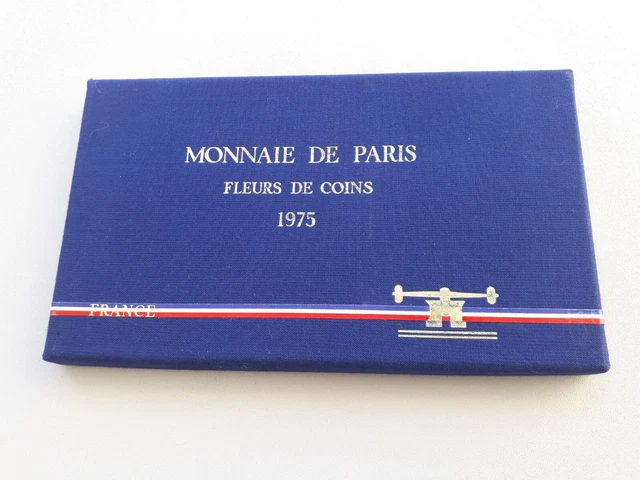 MONNAIE DE PARIS
FLEURS DE COINS
1975
FRANCE